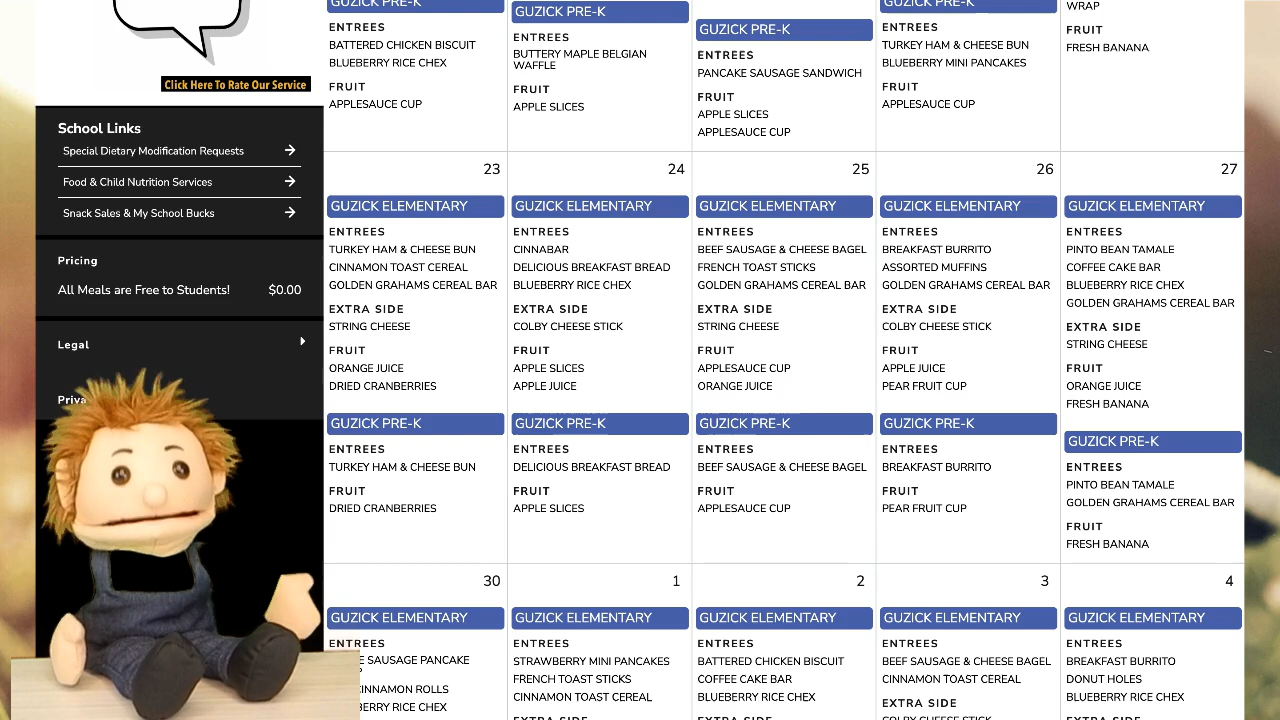 Click Here To Rate Our Service
School Links
Special Dietary Modification Requests
Food & Child Nutrition Services
Snack Sales & My School Bucks
Pricing
All Meals are Free to Students! $0.00
Legal
GUZICK PRE-K
ENTREES
BATTERED CHICKEN BISCUIT
BLUEBERRY RICE CHEX
FRUIT
APPLESAUCE CUP
GUZICK PRE-K
ENTREES
BUTTERY MAPLE BELGIAN
WAFFLE
FRUIT
APPLE SLICES
GUZICK PRE-K
ENTREES
PANCAKE SAUSAGE SANDWICH
FRUIT
APPLE SLICES
APPLESAUCE CUP
GUZICK PRE-K
ENTREES
TURKEY HAM & CHEESE BUN
BLUEBERRY MINI PANCAKES
FRUIT
APPLESAUCE CUP
WRAP
FRUIT
FRESH BANANA
23
GUZICK ELEMENTARY
ENTREES
TURKEY HAM & CHEESE BUN
CINNAMON TOAST CEREAL
GOLDEN GRAHAMS CEREAL BAR
EXTRA SIDE
STRING CHEESE
FRUIT
ORANGE JUICE
DRIED CRANBERRIES
GUZICK PRE-K
ENTREES
TURKEY HAM & CHEESE BUN
FRUIT
DRIED CRANBERRIES
24
GUZICK ELEMENTARY
ENTREES
CINNABAR
DELICIOUS BREAKFAST BREAD
BLUEBERRY RICE CHEX
EXTRA SIDE
COLBY CHEESE STICK
FRUIT
APPLE SLICES
APPLE JUICE
GUZICK PRE-K
ENTREES
DELICIOUS BREAKFAST BREAD
FRUIT
APPLE SLICES
25
GUZICK ELEMENTARY
ENTREES
BEEF SAUSAGE & CHEESE BAGEL
FRENCH TOAST STICKS
GOLDEN GRAHAMS CEREAL BAR
EXTRA SIDE
STRING CHEESE
FRUIT
APPLESAUCE CUP
ORANGE JUICE
GUZICK PRE-K
ENTREES
BEEF SAUSAGE & CHEESE BAGEL
FRUIT
APPLESAUCE CUP
26
GUZICK ELEMENTARY
ENTREES
BREAKFAST BURRITO
ASSORTED MUFFINS
GOLDEN GRAHAMS CEREAL BAR
EXTRA SIDE
COLBY CHEESE STICK
FRUIT
APPLE JUICE
PEAR FRUIT CUP
GUZICK PRE-K
ENTREES
BREAKFAST BURRITO
FRUIT
PEAR FRUIT CUP
27
GUZICK ELEMENTARY
ENTREES
PINTO BEAN TAMALE
COFFEE CAKE BAR
BLUEBERRY RICE CHEX
GOLDEN GRAHAMS CEREAL BAR
EXTRA SIDE
STRING CHEESE
FRUIT
ORANGE JUICE
FRESH BANANA
GUZICK PRE-K
ENTREES
PINTO BEAN TAMALE
GOLDEN GRAHAMS CEREAL BAR
FRUIT
FRESH BANANA
30
GUZICK ELEMENTARY
ENTREES
SAUSAGE PANCAKE
CINNAMON ROLLS
RICE CHEX
1
GUZICK ELEMENTARY
ENTREES
STRAWBERRY MINI PANCAKES
FRENCH TOAST STICKS
CINNAMON TOAST CEREAL
EXTRA SIDE
2
GUZICK ELEMENTARY
ENTREES
BATTERED CHICKEN BISCUIT
COFFEE CAKE BAR
BLUEBERRY RICE CHEX
EXTRA SIDE
3
GUZICK ELEMENTARY
ENTREES
BEEF SAUSAGE & CHEESE BAGEL
CINNAMON TOAST CEREAL
EXTRA SIDE
COLBY CHEESE STICK
4
GUZICK ELEMENTARY
ENTREES
BREAKFAST BURRITO
DONUT HOLES
BLUEBERRY RICE CHEX
EXTRA SIDE